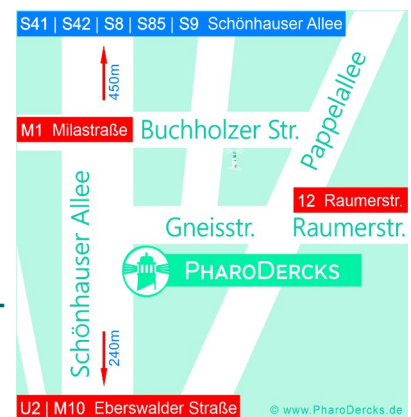 S41 | S42 | S8 | S85 | S9 Schönhauser Allee
450m
M1 Milastraße
Buchholzer Str.
Pappelallee
12 Raumerstr.
Gneisstr.
Raumerstr.
Schönhauser Allee
PHARODERCKS
240m
U2 | M10 Eberswalder Straße
© www.PharoDercks.de